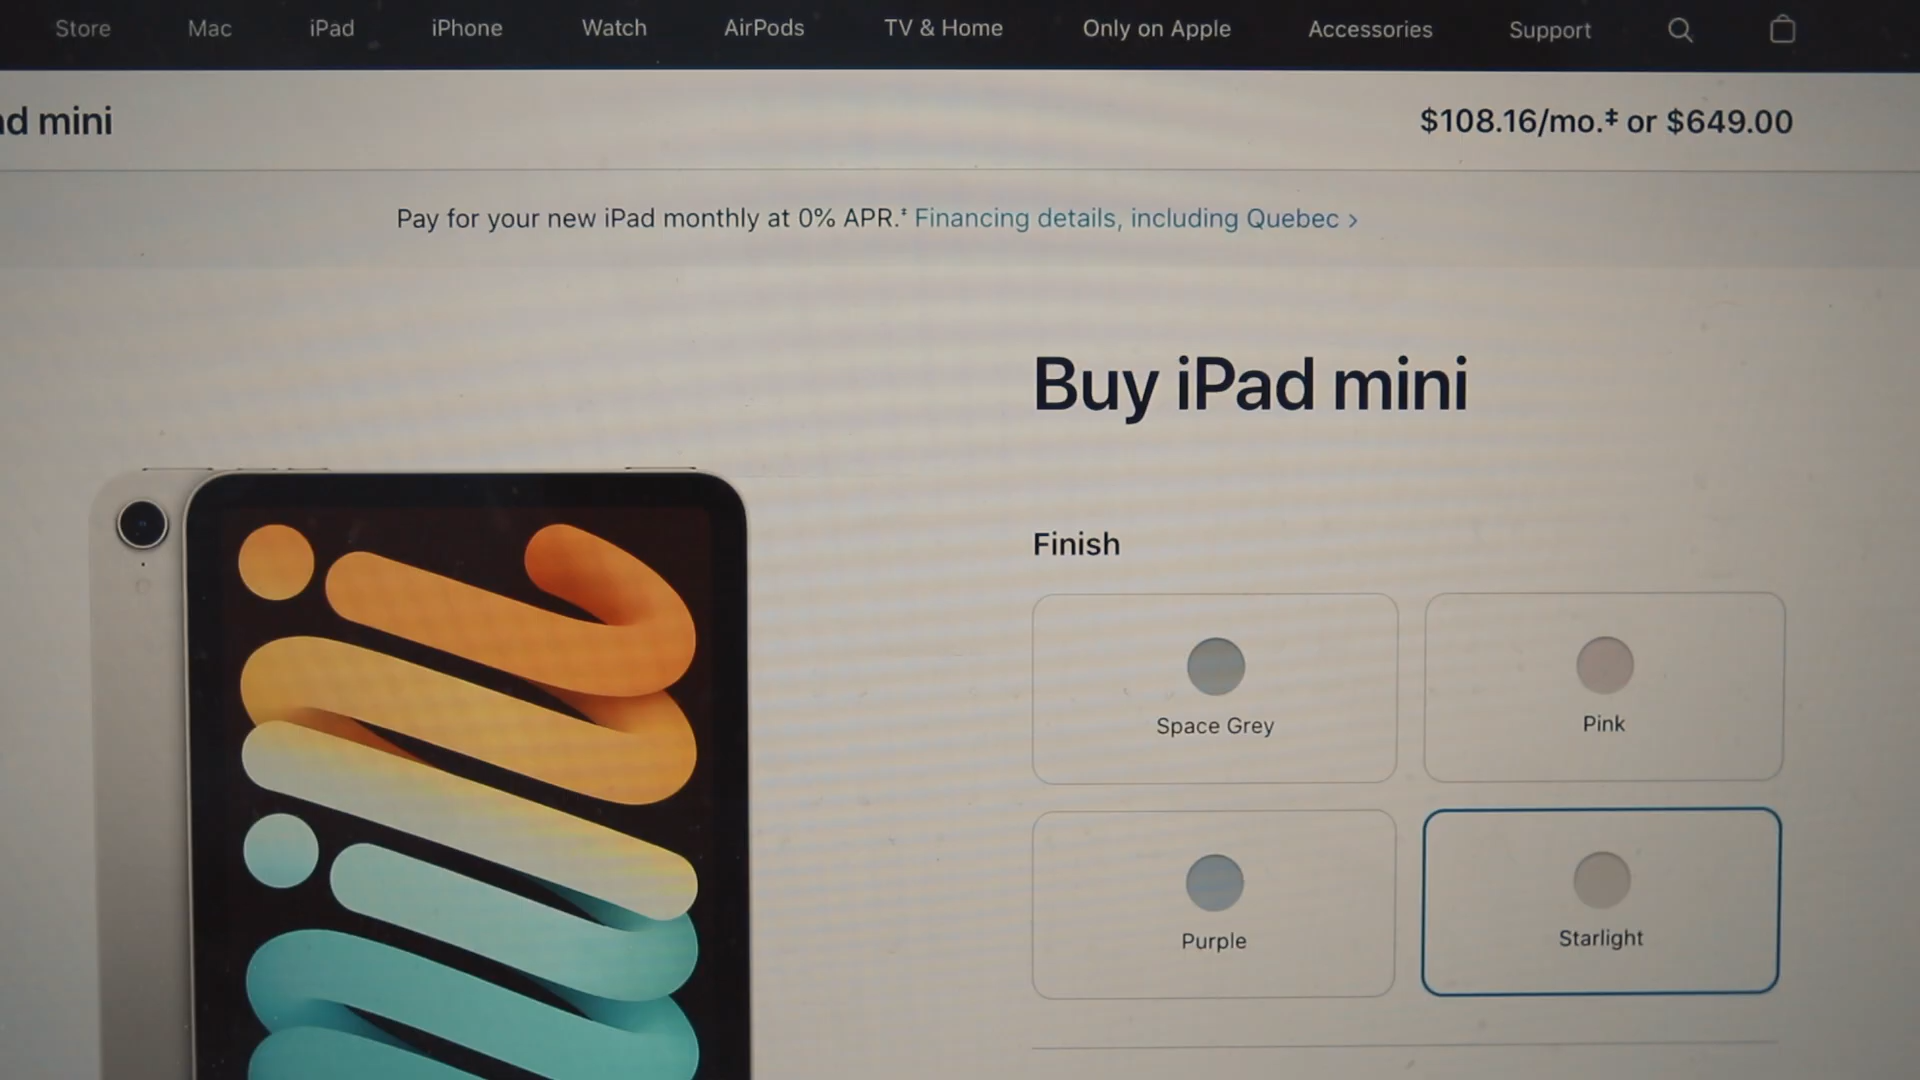 Store Mac iPad iPhone Watch AirPods TV & Home Only on Apple Accessories Support
ad mini $108.16/mo.‡ or $649.00
Pay for your new iPad monthly at 0% APR.‡ Financing details, including Quebec >
Buy iPad mini
Finish
Space Grey
Pink
Purple
Starlight